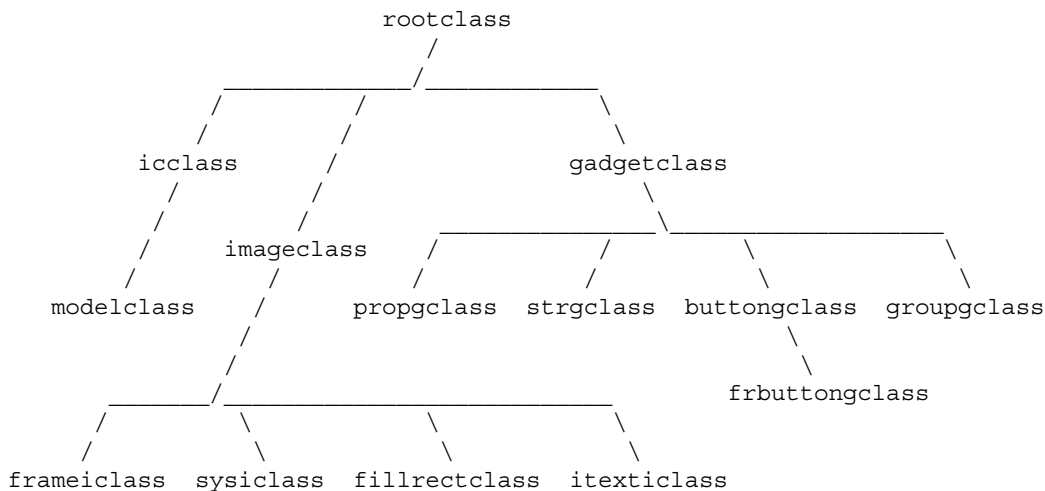 rootclass
icclass gadgetclass
imageclass
modelclass propgclass strgclass buttongclass groupgclass
frbuttongclass
frameiclass sysiclass fillrectclass itexticlass